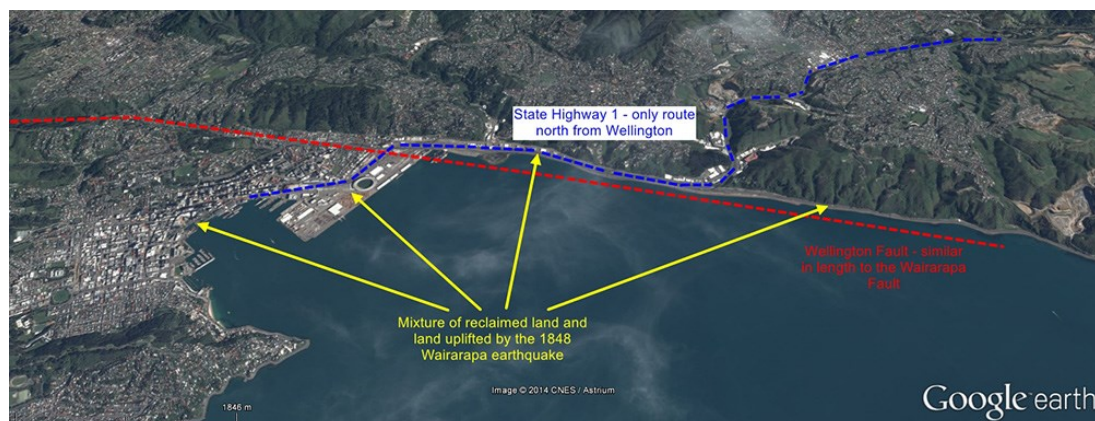 State Highway 1 - only route
north from Wellington
Wellington Fault - similar
in length to the Wairarapa
Fault
Mixture of reclaimed land and
land uplifted by the 1848
Wairarapa earthquake
Image © 2014 CNES / Astrium
Google earth
1846 m